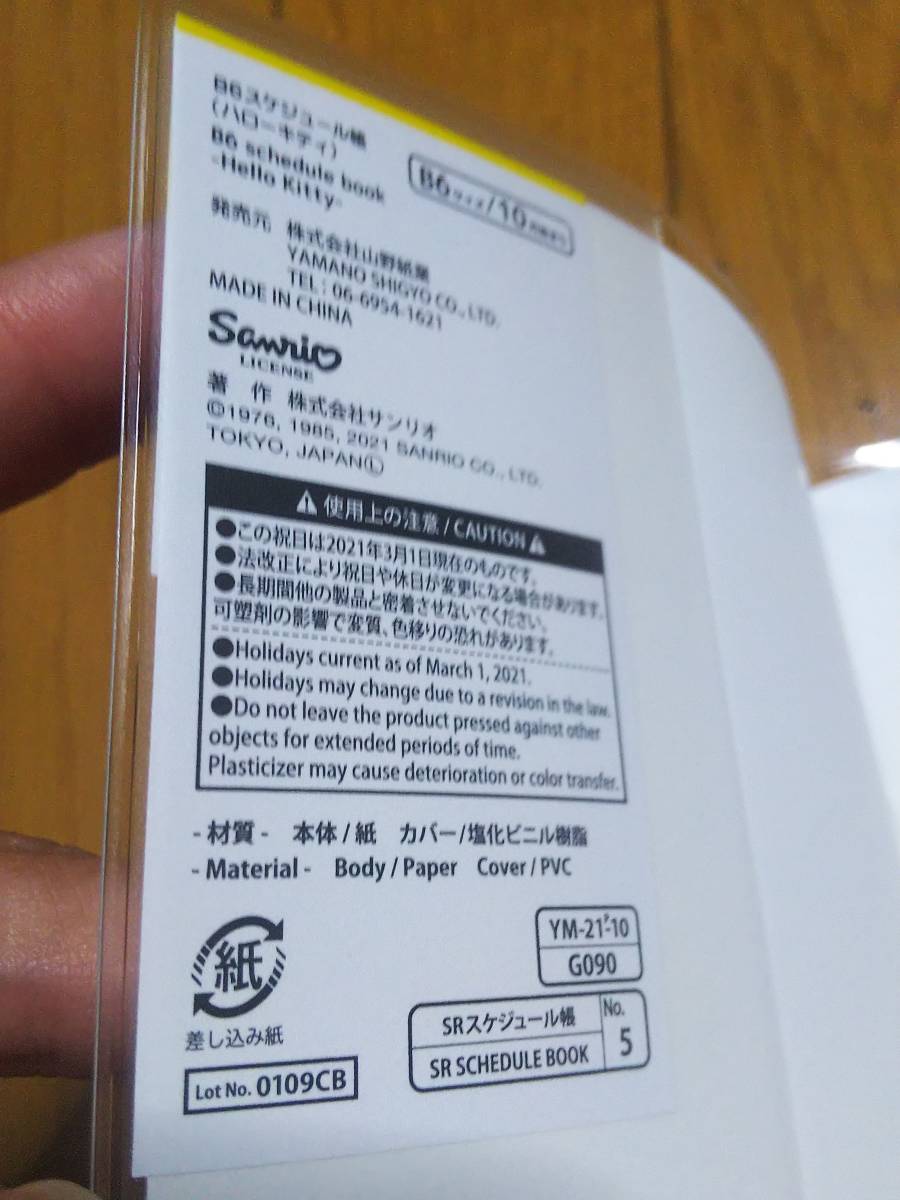 B6スケジュール帳
(ハローキティ)
B6 schedule book
-Hello Kitty-
B6サイズ/10
発売元 株式会社山野紙業
YAMANO SHIGYO CO., LTD.
TEL:06-6954-1621
MADE IN CHINA
Sanrio
LICENSE
著 作 株式会社サンリオ
©1976, 1985, 2021 SANRIO CO., LTD.
TOKYO, JAPANⓁ
⚠使用上の注意/CAUTION⚠
●この祝日は2021年3月1日現在のものです。
●法改正により祝日や休日が変更になる場合があります。
●長期間他の製品と密着させないでください。
可塑剤の影響で変質、色移りの恐れがあります。
●Holidays current as of March 1, 2021.
●Holidays may change due to a revision in the law.
●Do not leave the product pressed against other
objects for extended periods of time.
Plasticizer may cause deterioration or color transfer.
- 材質 - 本体/紙 カバー/塩化ビニル樹脂
- Material - Body/Paper Cover/PVC
紙
差し込み紙
YM-21-10
G090
SRスケジュール帳
SR SCHEDULE BOOK
No.
5
Lot No. 0109CB